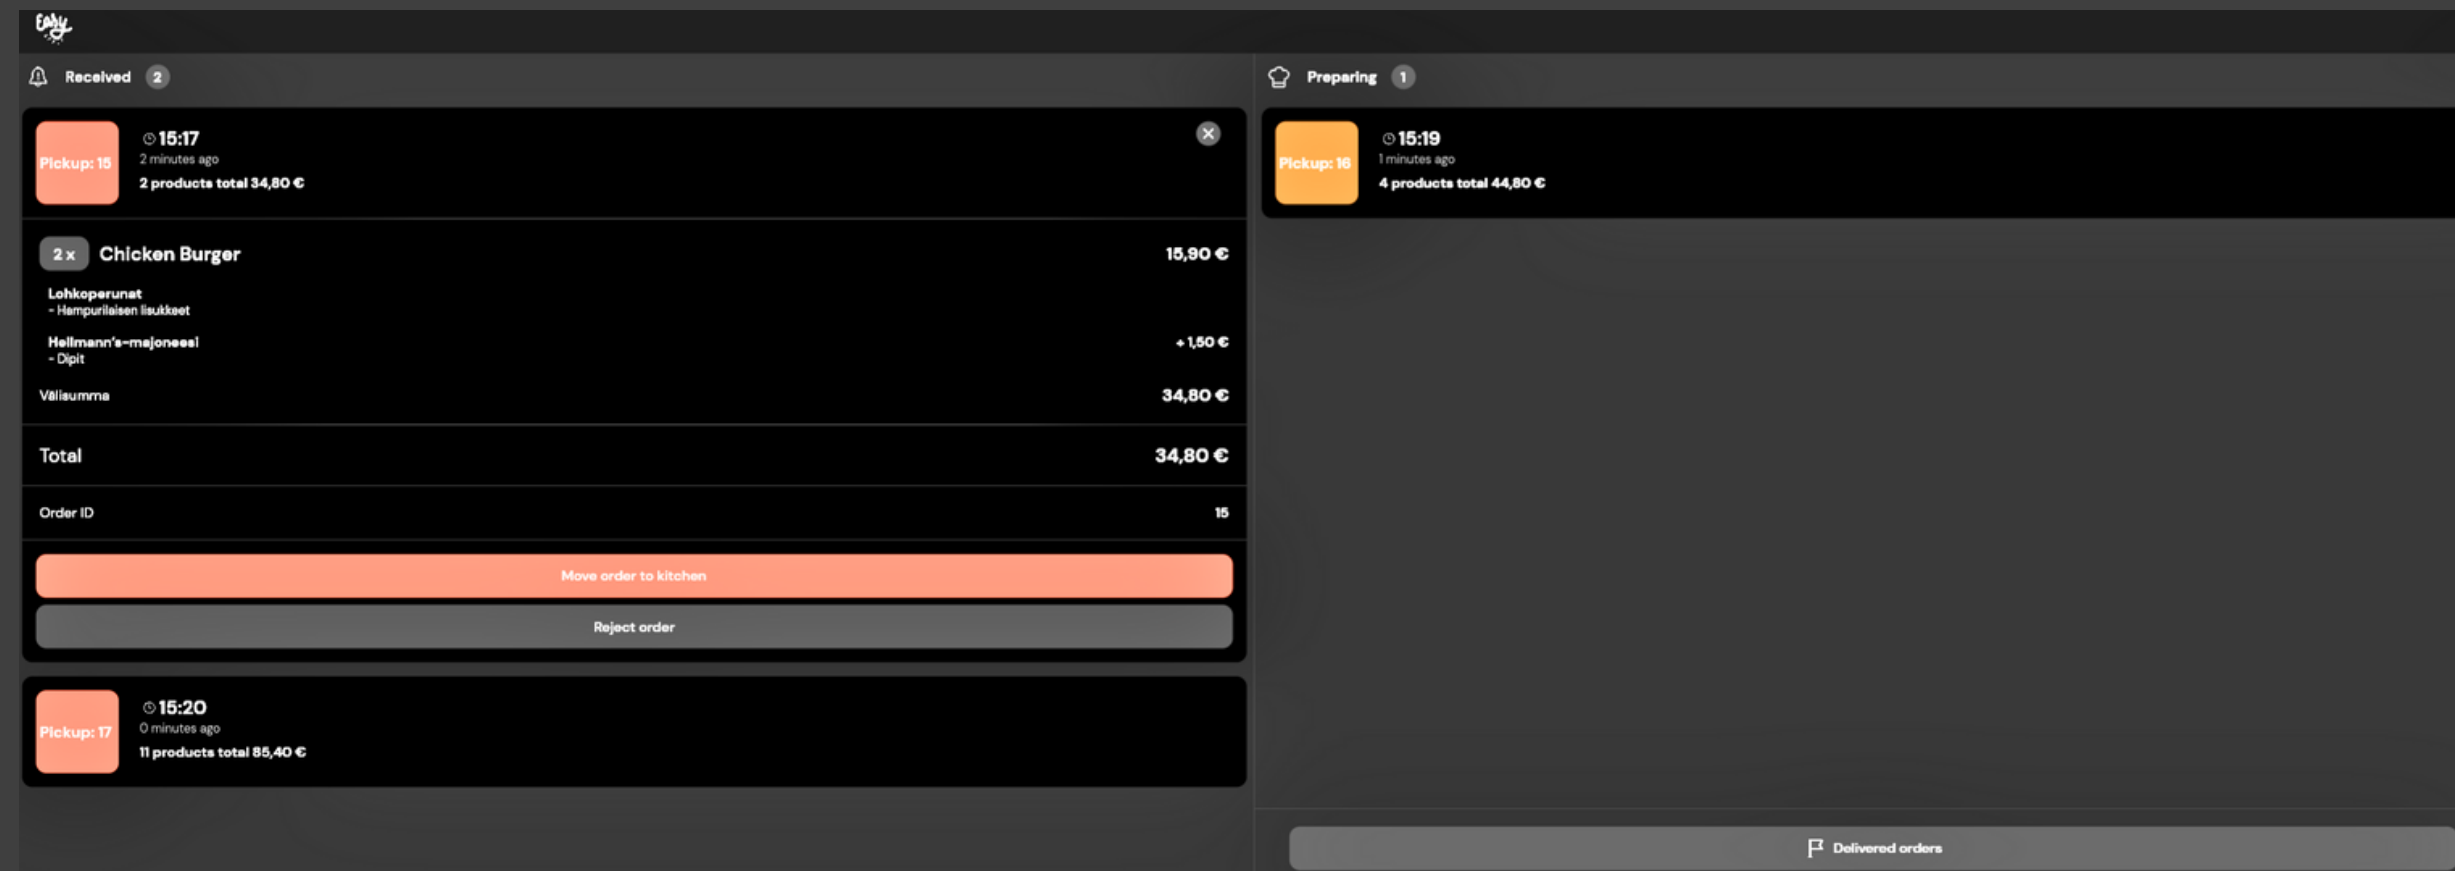 Eazy
Received 2
Pickup: 15
15:17
2 minutes ago
2 products total 34,80 €
2 x Chicken Burger 15,90 €
Lohkoperunat
- Hampurilaisen lisukkeet
Hellmann's-majoneesi +1,50 €
- Dipit
Välisumma 34,80 €
Total 34,80 €
Order ID 15
Move order to kitchen
Reject order
Pickup: 17
15:20
0 minutes ago
11 products total 85,40 €
Preparing 1
Pickup: 16
15:19
1 minutes ago
4 products total 44,80 €
Delivered orders